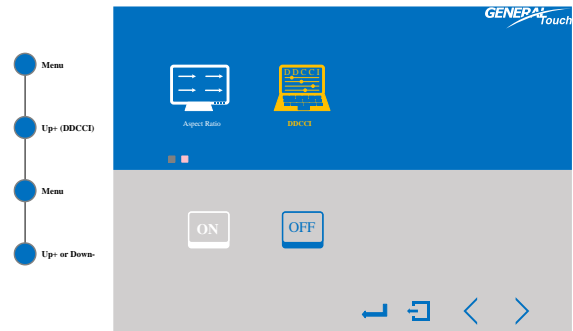 GENERAL
Touch
Menu
Up+ (DDCCI)
Menu
Up+ or Down-
DDCCI
Aspect Ratio
DDCCI
ON
OFF